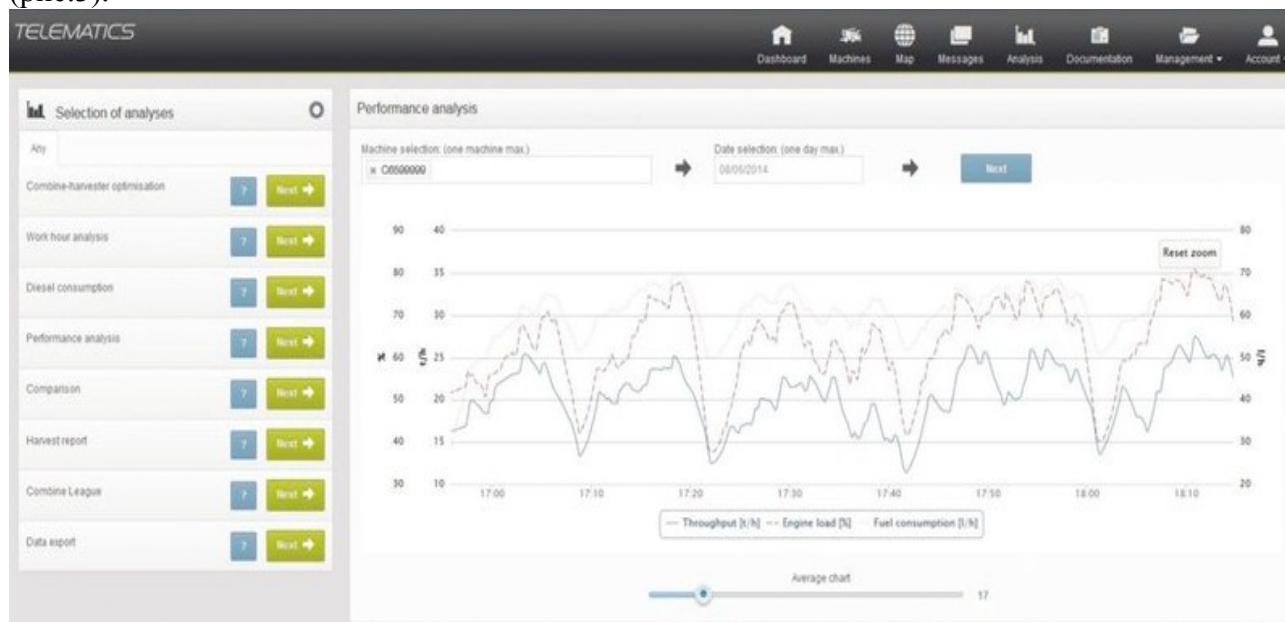 (рис.3).
TELEMATICS
Dashboard Machines Map Messages Analysis Documentation Management Account
Selection of analyses
Any
Combine-harvester optimisation ? Next
Work hour analysis ? Next
Diesel consumption ? Next
Performance analysis ? Next
Comparison ? Next
Harvest report ? Next
Combine League ? Next
Data export ? Next
Performance analysis
Machine selection: (one machine max.) Date selection: (one day max.)
× C6599999 08/06/2014 Next
90 40 80
Reset zoom
80 35 70
70 30 60
% 60 t/h 25 50 l/h
50 20 40
40 15 30
30 10 20
17:00 17:10 17:20 17:30 17:40 17:50 18:00 18:10
Throughput [t/h] Engine load [%] Fuel consumption [l/h]
Average chart
17